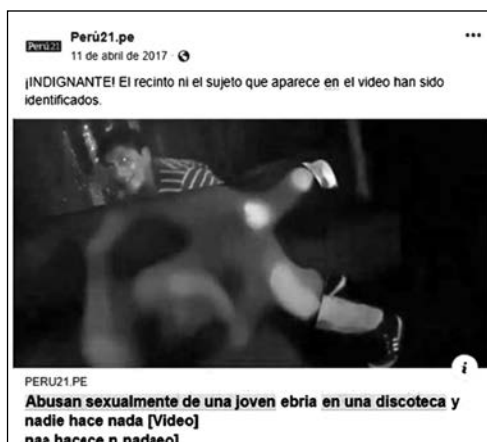 Perú21.pe
Perú21
11 de abril de 2017 ·
¡INDIGNANTE! El recinto ni el sujeto que aparece en el video han sido
identificados.
i
PERU21.PE
Abusan sexualmente de una joven ebria en una discoteca y
nadie hace nada [Video]